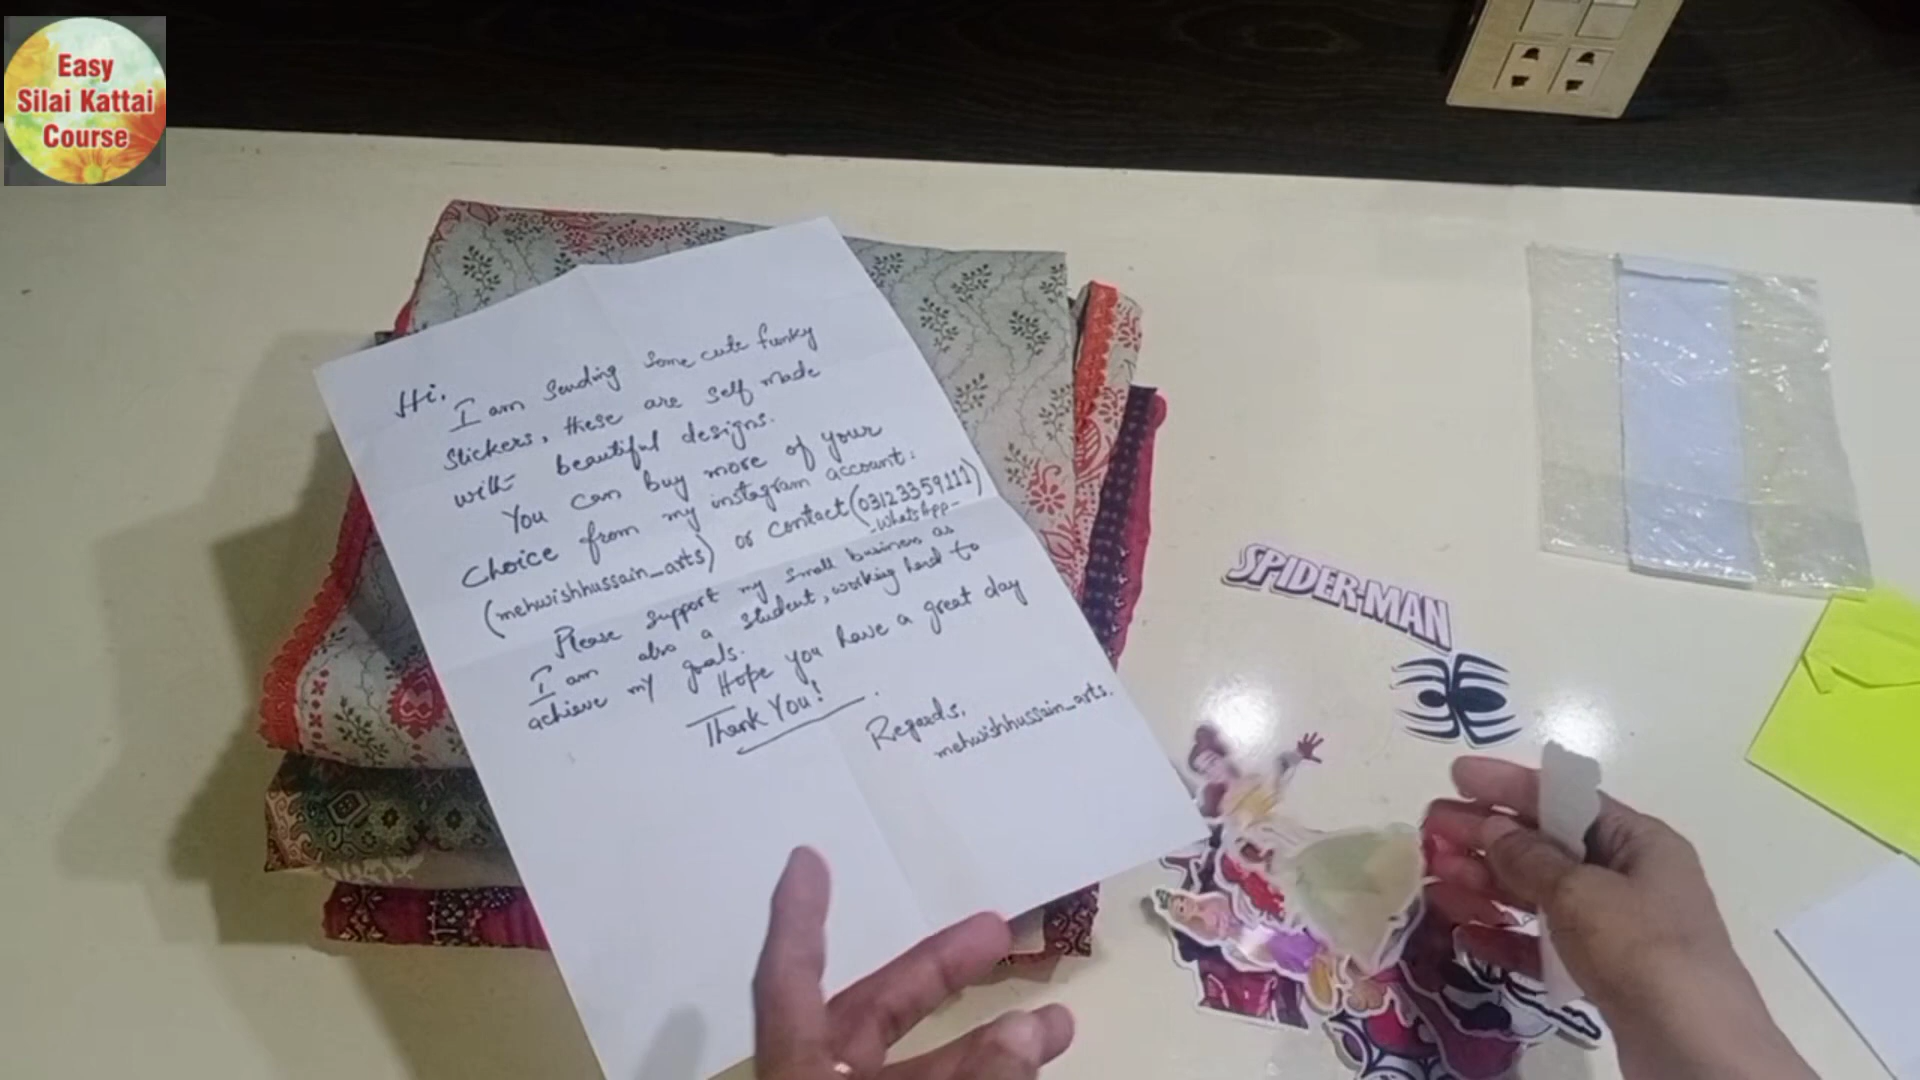 Easy
Silai Kattai
Course
Hi,
I am sending some cute funky
stickers, these are self made
with beautiful designs.
You can buy more of your
choice from my instagram account:
(mehwishhussain_arts) or contact (03123359111)
-WhatsApp-
Please support my small business as
I am also a student, working hard to
achieve my goals.
Hope you have a great day
Thank You!
Regards,
mehwishhussain_arts.
SPIDER-MAN